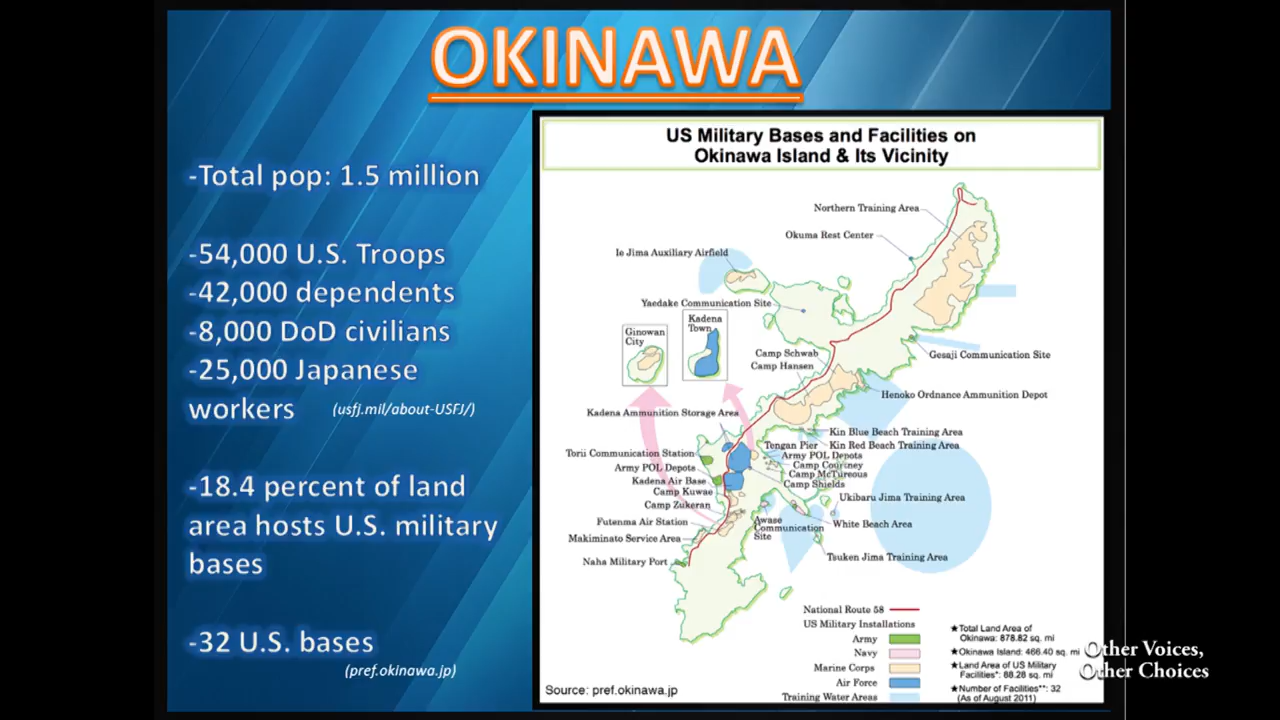 OKINAWA
-Total pop: 1.5 million
-54,000 U.S. Troops
-42,000 dependents
-8,000 DoD civilians
-25,000 Japanese
workers (usfj.mil/about-USFJ/)
-18.4 percent of land
area hosts U.S. military
bases
-32 U.S. bases
(pref.okinawa.jp)
US Military Bases and Facilities on
Okinawa Island & Its Vicinity
Northern Training Area
Okuma Rest Center
Ie Jima Auxiliary Airfield
Yaedake Communication Site
Ginowan
City
Kadena
Town
Camp Schwab
Camp Hansen
Gesaji Communication Site
Henoko Ordnance Ammunition Depot
Kadena Ammunition Storage Area
Kin Blue Beach Training Area
Tengan Pier
Kin Red Beach Training Area
Torii Communication Station
Army POL Depots
Army POL Depots
Camp Courtney
Kadena Air Base
Camp McTureous
Camp Kuwae
Camp Shields
Camp Zukeran
Ukibaru Jima Training Area
Futenma Air Station
Awase
Communication
Site
White Beach Area
Makiminato Service Area
Tsuken Jima Training Area
Naha Military Port
National Route 58
US Military Installations
Army
Navy
Marine Corps
Air Force
Training Water Areas
★Total Land Area of
Okinawa: 878.82 sq. mi
★Okinawa Island: 466.40 sq. mi
★Land Area of US Military
Facilities*: 88.28 sq. mi
★Number of Facilities**: 32
(As of August 2011)
Source: pref.okinawa.jp
Other Voices,
Other Choices